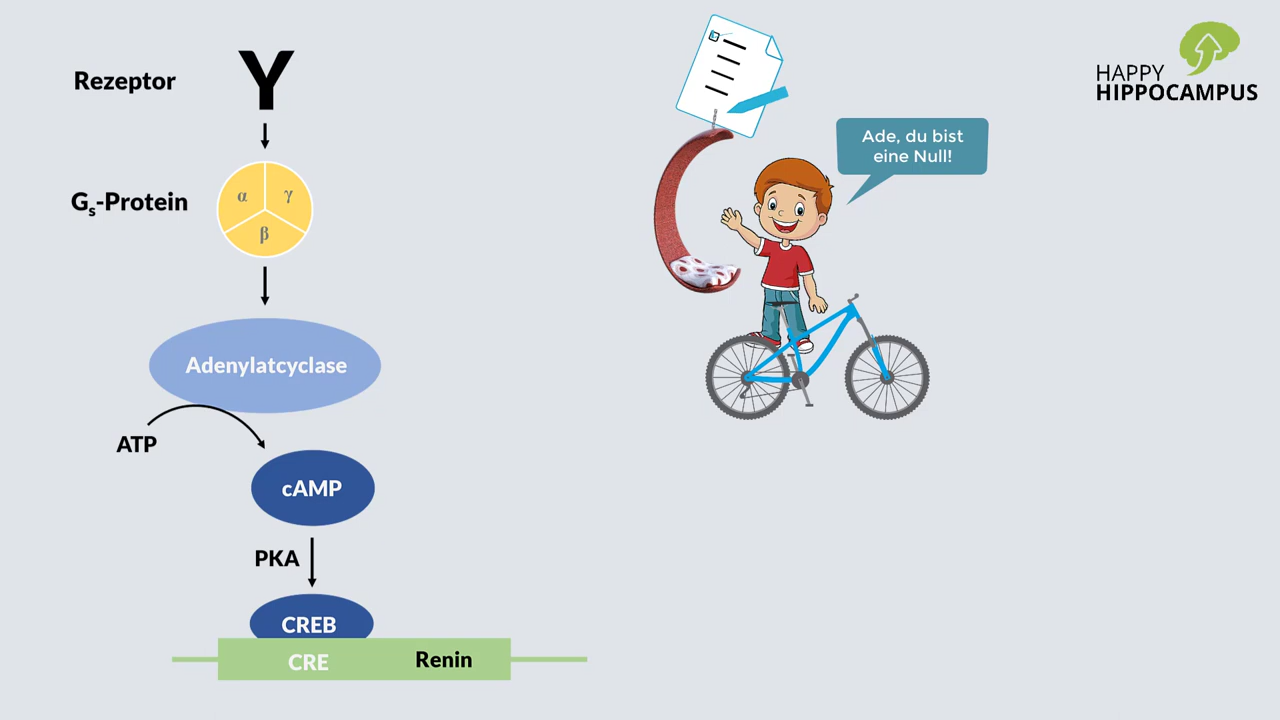 Rezeptor
Y
Gs-Protein
α γ
β
Adenylatcyclase
ATP
cAMP
PKA
CREB
CRE
Renin
Ade, du bist
eine Null!
HAPPY
HIPPOCAMPUS